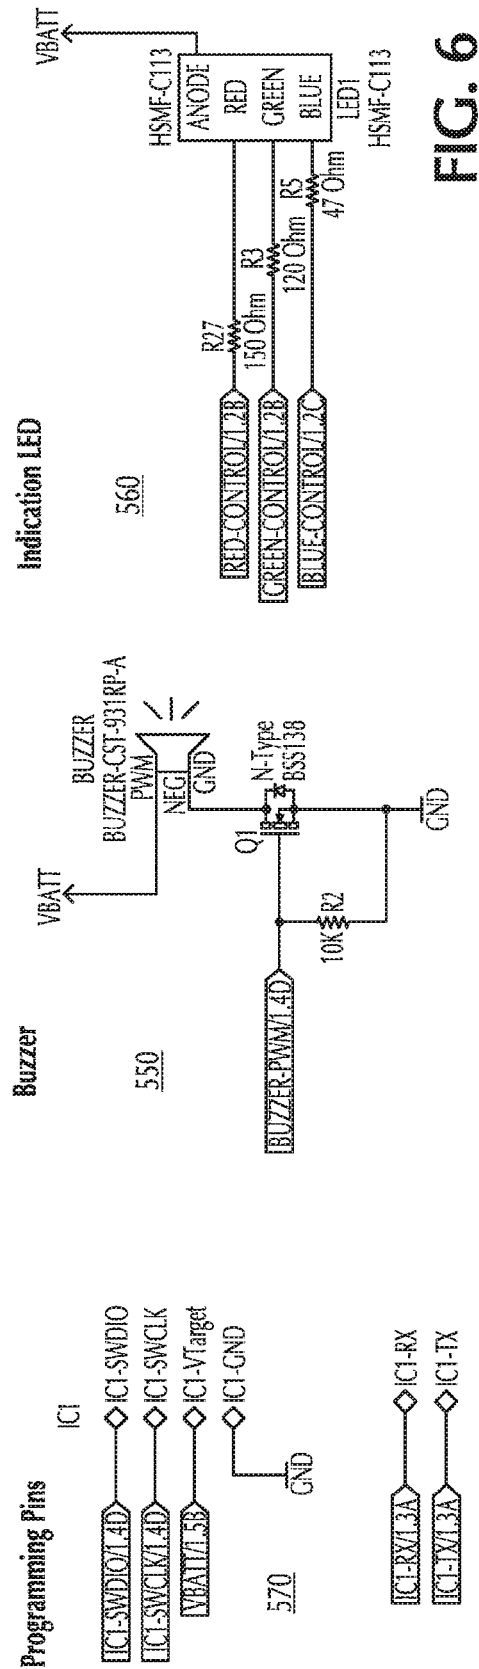 Programming Pins
IC1
IC1-SWDIO/1.4D
IC1-SWDIO
IC1-SWCLK/1.4D
IC1-SWCLK
VBATT/1.5B
IC1-VTarget
IC1-GND
GND
570
IC1-RX/1.3A
IC1-RX
IC1-TX/1.3A
IC1-TX
Buzzer
VBATT
BUZZER
BUZZER-CST-931RP-A
PWM
NEG
GND
550
Q1
N-Type
BSS138
BUZZER-PWM/1.4D
10K
R2
GND
Indication LED
VBATT
HSMF-C113
ANODE
RED
GREEN
BLUE
LED1
HSMF-C113
560
R27
150 Ohm
R3
120 Ohm
R5
47 Ohm
RED-CONTROL/1.2B
GREEN-CONTROL/1.2B
BLUE-CONTROL/1.2C
FIG. 6